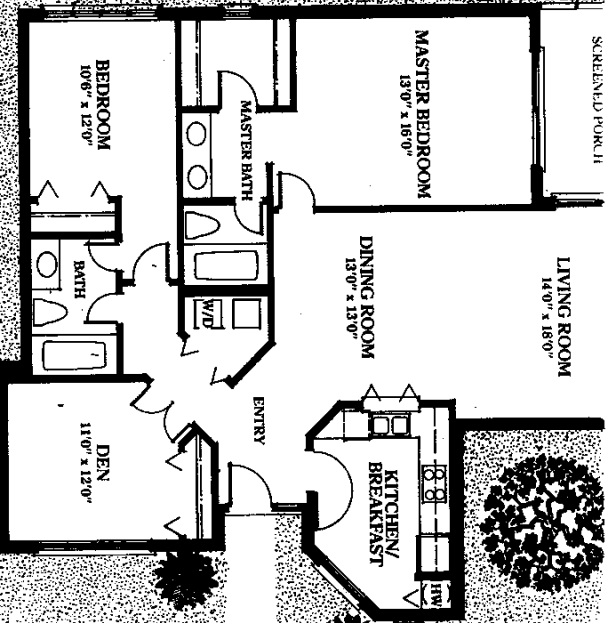 BEDROOM
10'6" x 12'0"
MASTER BATH
MASTER BEDROOM
13'0" x 16'0"
SCREENED PORCH
BATH
W/D
DINING ROOM
13'0" x 13'0"
LIVING ROOM
14'0" x 18'0"
DEN
11'0" x 12'0"
ENTRY
KITCHEN/
BREAKFAST
HW